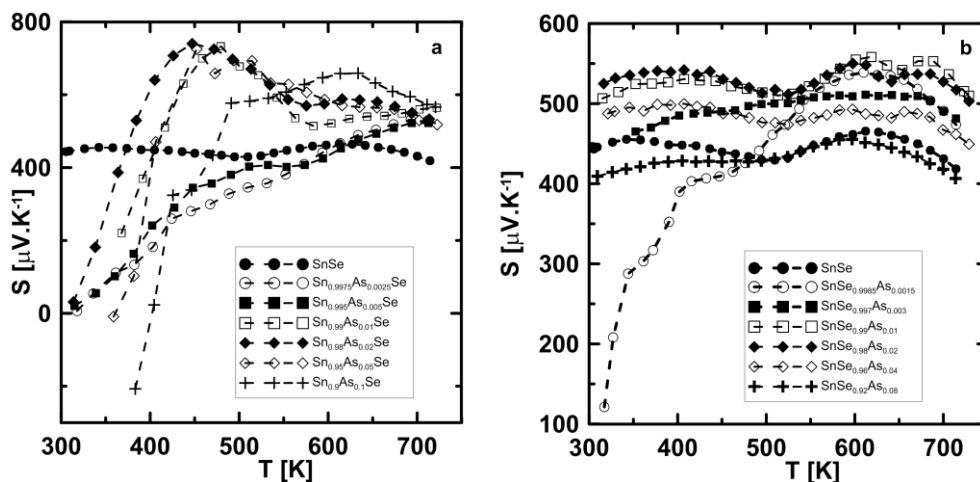 800
400
0
S [μV.K⁻¹]
300
400
500
600
700
T [K]
a
SnSe
Sn₀.₉₉₇₅As₀.₀₀₂₅Se
Sn₀.₉₉₅As₀.₀₀₅Se
Sn₀.₉₉As₀.₀₁Se
Sn₀.₉₈As₀.₀₂Se
Sn₀.₉₅As₀.₀₅Se
Sn₀.₉As₀.₁Se
600
500
400
300
200
100
S [μV.K⁻¹]
300
400
500
600
700
T [K]
b
SnSe
SnSe₀.₉₉₈₅As₀.₀₀₁₅
SnSe₀.₉₉₇As₀.₀₀₃
SnSe₀.₉₉As₀.₀₁
SnSe₀.₉₈As₀.₀₂
SnSe₀.₉₆As₀.₀₄
SnSe₀.₉₂As₀.₀₈